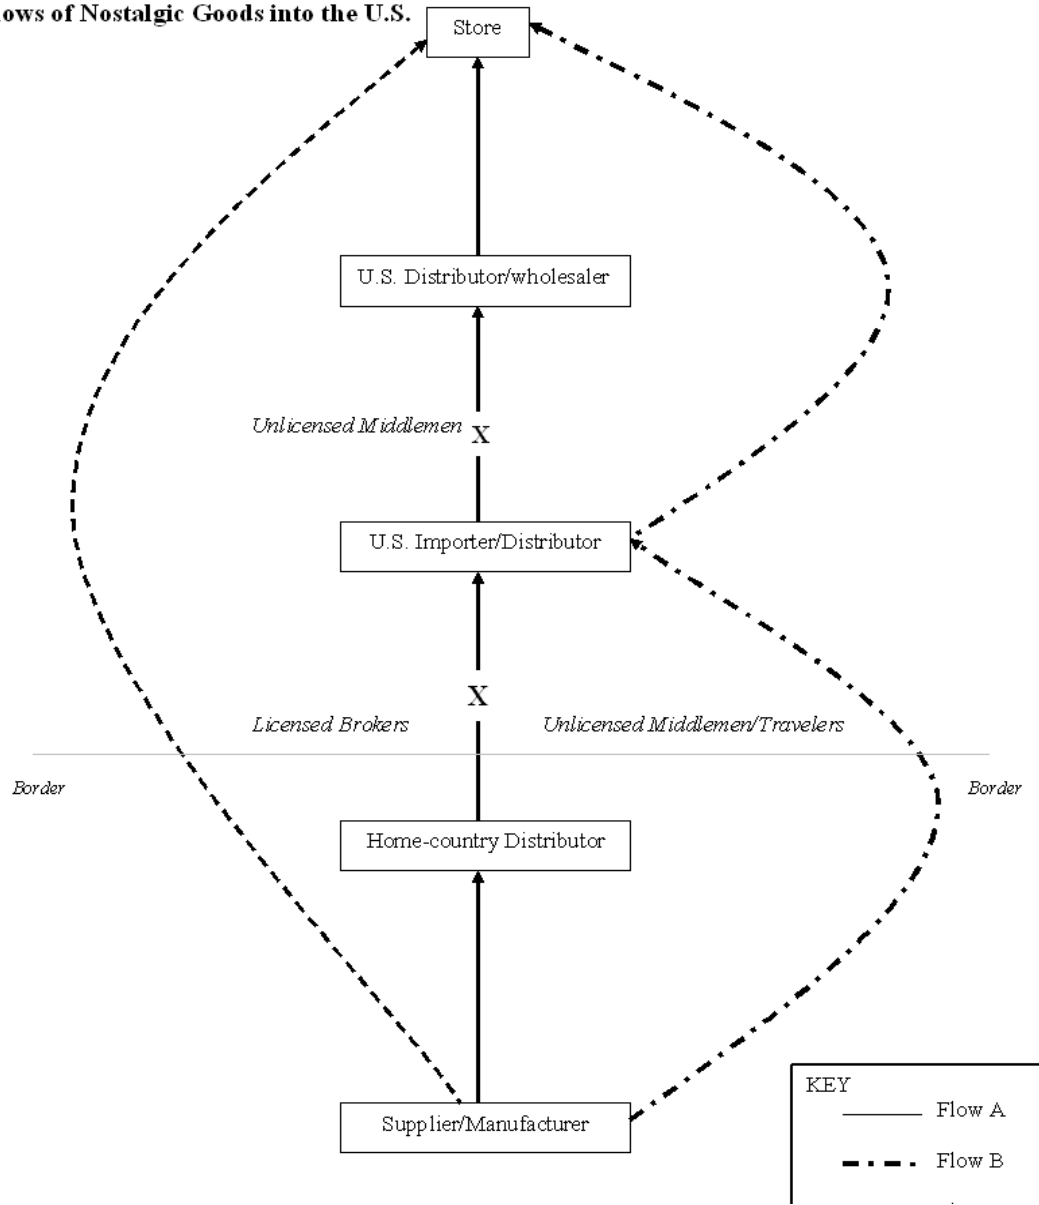 of Nostalgic Goods into the U.S.
Store
U.S. Distributor/wholesaler
Unlicensed Middlemen X
U.S. Importer/Distributor
X
Licensed Brokers Unlicensed Middlemen/Travelers
Border Border
Home-country Distributor
Supplier/Manufacturer
KEY
Flow A
Flow B